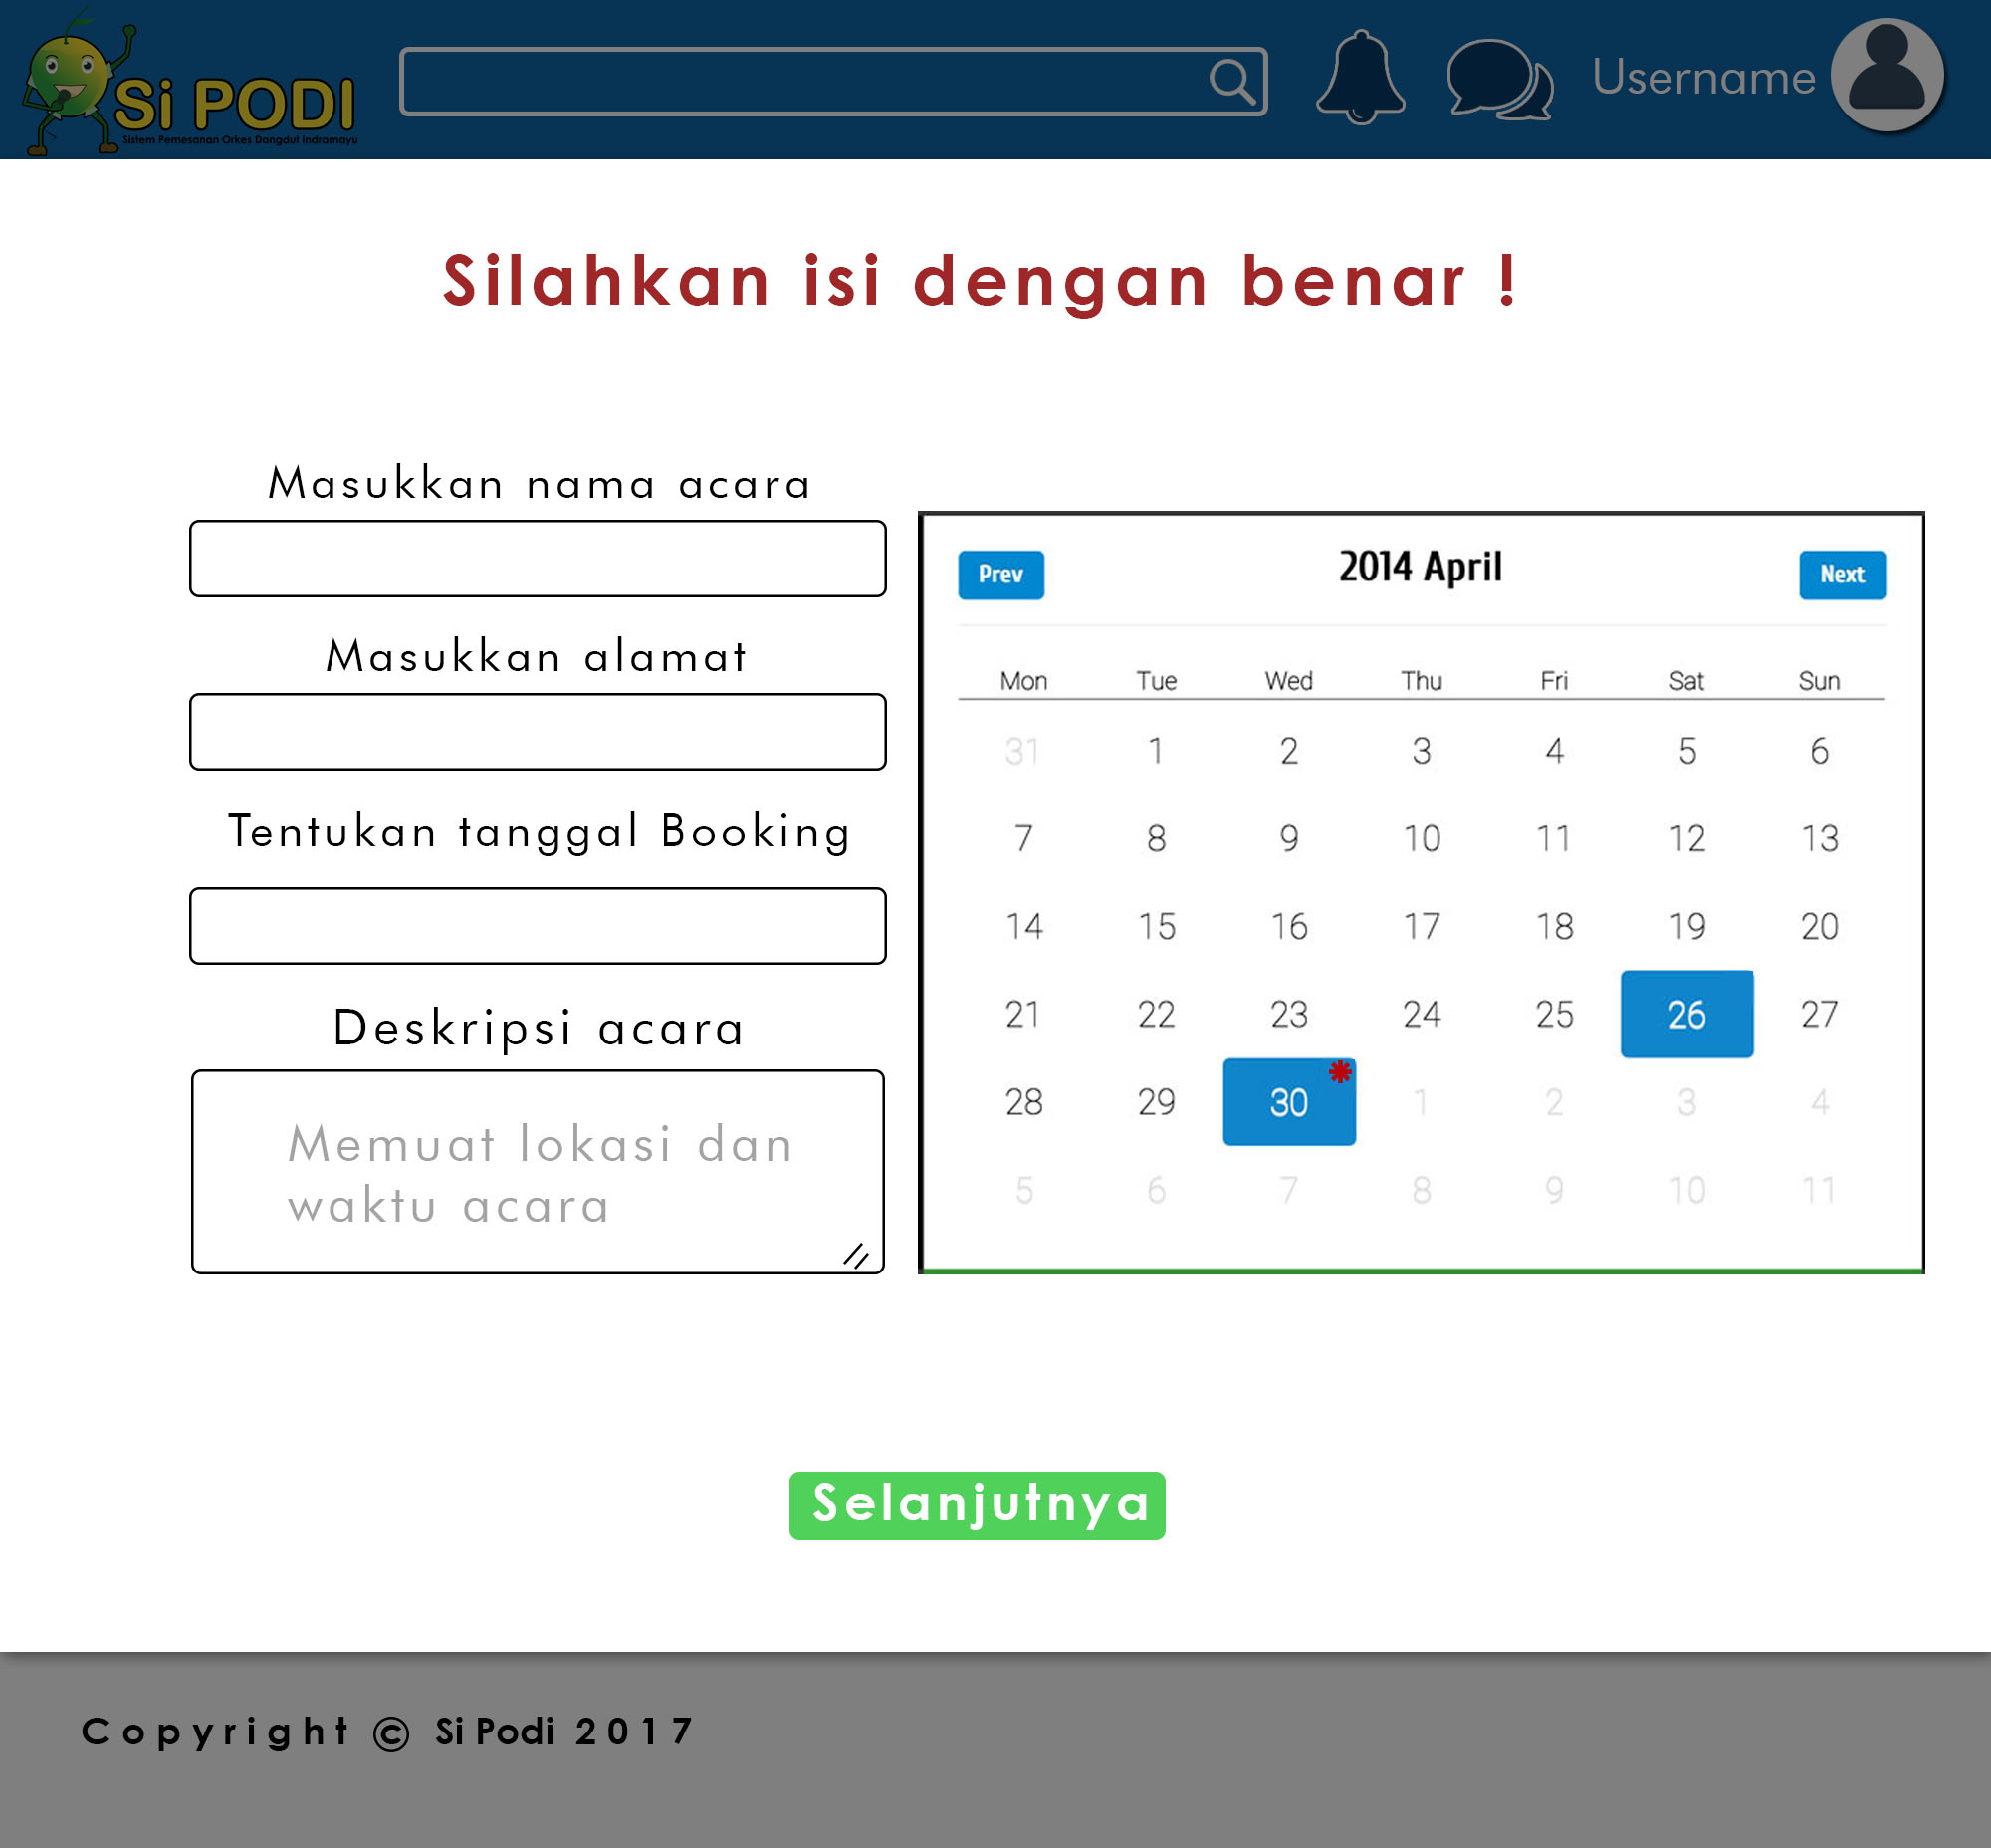 Si PODI
Sistem Pemesanan Orkes Dangdut Indramayu
Username
Silahkan isi dengan benar !
Masukkan nama acara
Masukkan alamat
Tentukan tanggal Booking
Deskripsi acara
Memuat lokasi dan
waktu acara
Prev 2014 April Next
Mon Tue Wed Thu Fri Sat Sun
31 1 2 3 4 5 6
7 8 9 10 11 12 13
14 15 16 17 18 19 20
21 22 23 24 25 26 27
28 29 30 1 2 3 4
5 6 7 8 9 10 11
Selanjutnya
Copyright © Si Podi 2017